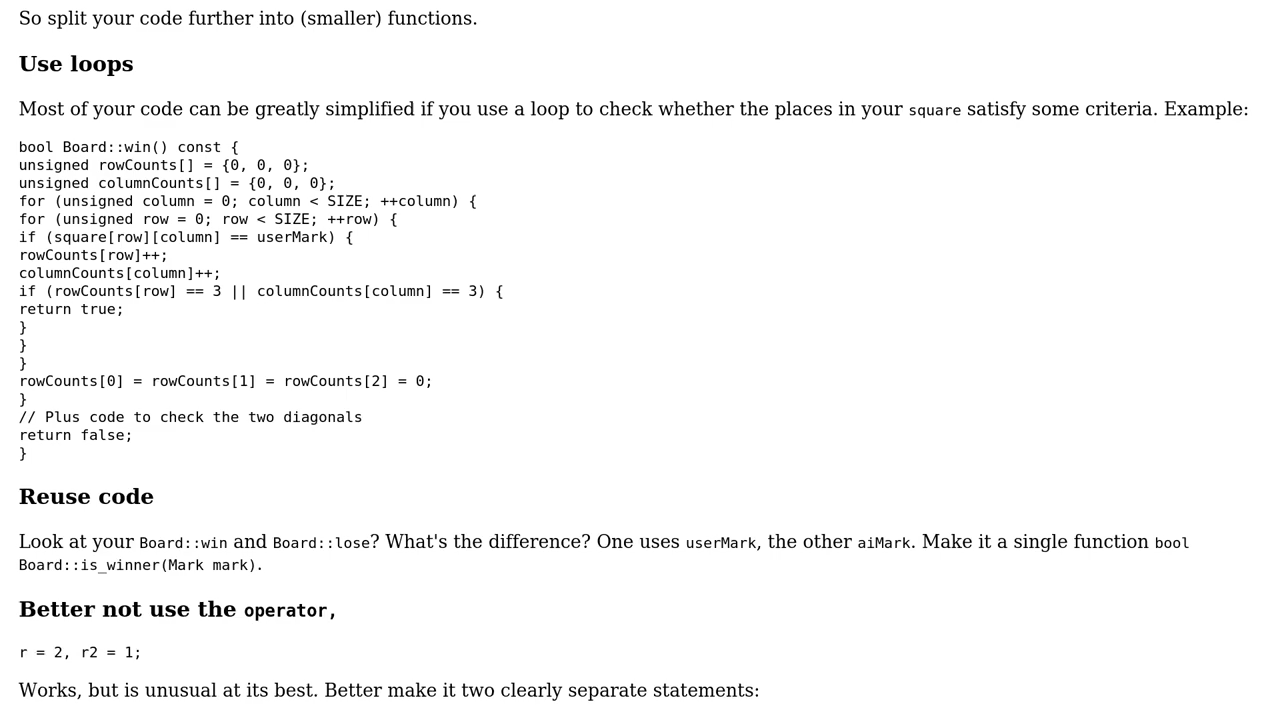 So split your code further into (smaller) functions.
Use loops
Most of your code can be greatly simplified if you use a loop to check whether the places in your square satisfy some criteria. Example:
bool Board::win() const {
unsigned rowCounts[] = {0, 0, 0};
unsigned columnCounts[] = {0, 0, 0};
for (unsigned column = 0; column < SIZE; ++column) {
for (unsigned row = 0; row < SIZE; ++row) {
if (square[row][column] == userMark) {
rowCounts[row]++;
columnCounts[column]++;
if (rowCounts[row] == 3 || columnCounts[column] == 3) {
return true;
}
}
}
rowCounts[0] = rowCounts[1] = rowCounts[2] = 0;
}
// Plus code to check the two diagonals
return false;
}
Reuse code
Look at your Board::win and Board::lose? What's the difference? One uses userMark, the other aiMark. Make it a single function bool
Board::is_winner(Mark mark).
Better not use the operator,
r = 2, r2 = 1;
Works, but is unusual at its best. Better make it two clearly separate statements: